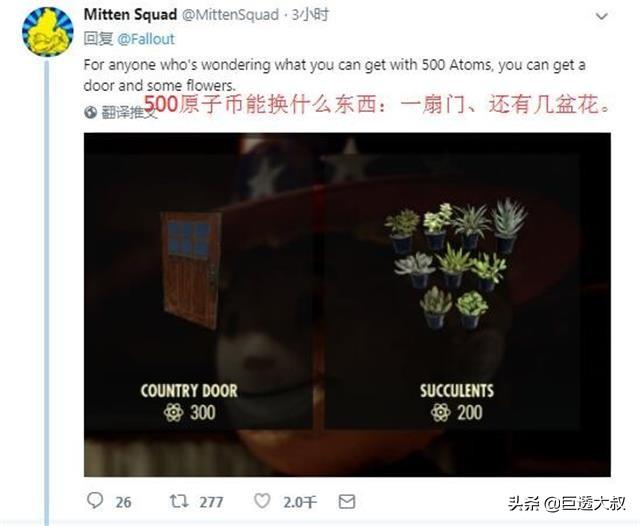 Mitten Squad @MittenSquad · 3小时
回复 @Fallout
For anyone who's wondering what you can get with 500 Atoms, you can get a
door and some flowers.
翻译推文
500原子币能换什么东西：一扇门、还有几盆花。
COUNTRY DOOR
300
SUCCULENTS
200
26 277 2.0千
头条 @巨透大叔